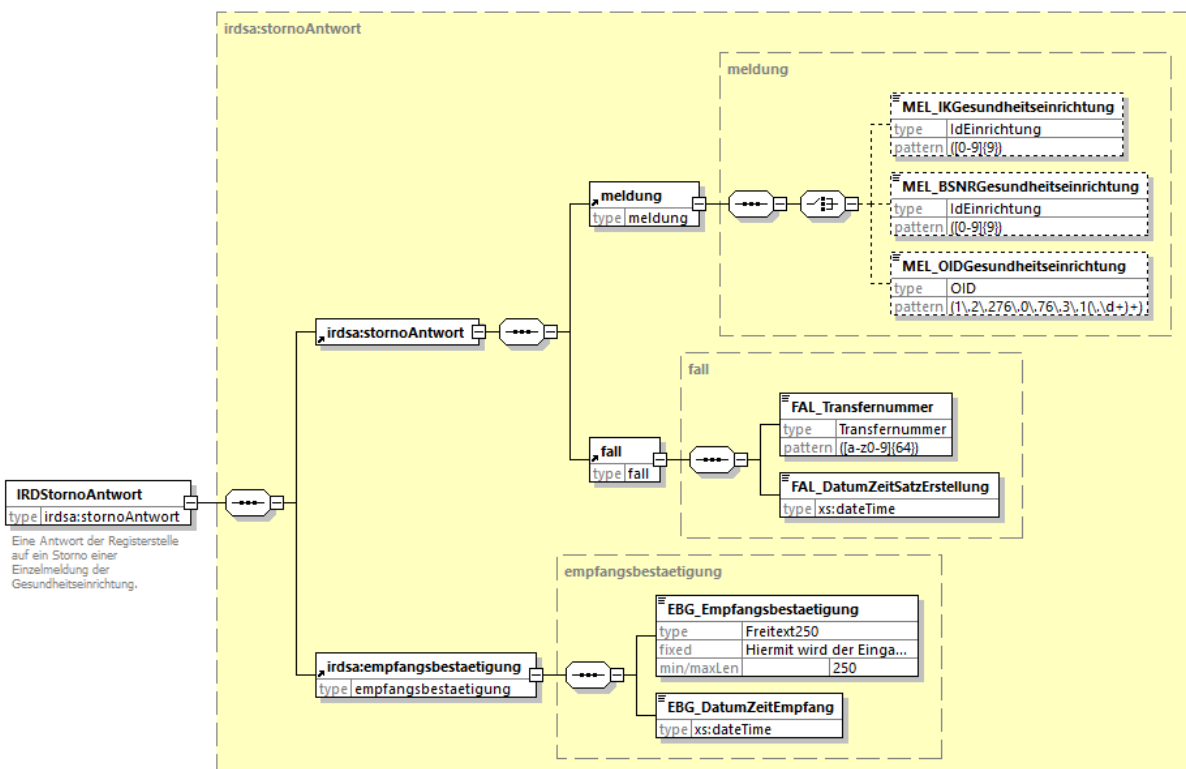 irdsa:stornoAntwort
meldung
MEL_IKGesundheitseinrichtung
type IdEinrichtung
pattern ([0-9]{9})
MEL_BSNRGesundheitseinrichtung
type IdEinrichtung
pattern ([0-9]{9})
MEL_OIDGesundheitseinrichtung
type OID
pattern (1\.2\.276\.0\.76\.3\.1(\.\d+)+)
meldung
type meldung
irdsa:stornoAntwort
fall
FAL_Transfernummer
type Transfernummer
pattern ([a-z0-9]{64})
fall
type fall
FAL_DatumZeitSatzErstellung
type xs:dateTime
IRDStornoAntwort
type irdsa:stornoAntwort
Eine Antwort der Registerstelle
auf ein Storno einer
Einzelmeldung der
Gesundheitseinrichtung.
empfangsbestaetigung
EBG_Empfangsbestaetigung
type Freitext250
fixed Hiermit wird der Einga...
min/maxLen 250
irdsa:empfangsbestaetigung
type empfangsbestaetigung
EBG_DatumZeitEmpfang
type xs:dateTime